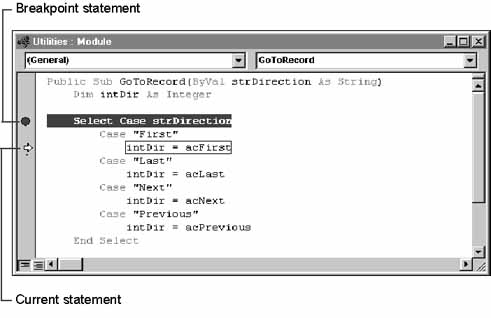 Breakpoint statement
Utilities : Module
(General) GoToRecord
Public Sub GoToRecord(ByVal strDirection As String)
Dim intDir As Integer
Select Case strDirection
Case "First"
intDir = acFirst
Case "Last"
intDir = acLast
Case "Next"
intDir = acNext
Case "Previous"
intDir = acPrevious
End Select
Current statement